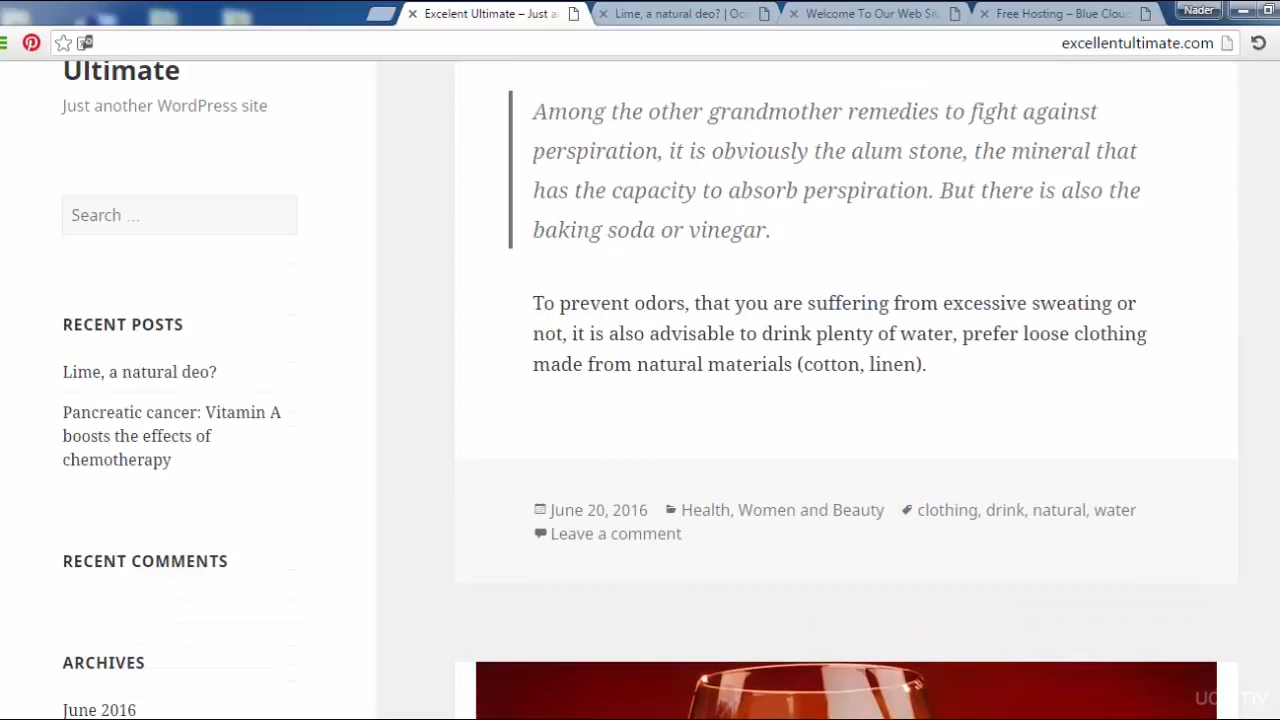 Excelent Ultimate – Just a
Lime, a natural deo? | Oc
Welcome To Our Web Si
Free Hosting – Blue Clou
Nader
excellentultimate.com
Ultimate
Just another WordPress site
Search …
RECENT POSTS
Lime, a natural deo?
Pancreatic cancer: Vitamin A
boosts the effects of
chemotherapy
RECENT COMMENTS
ARCHIVES
June 2016
Among the other grandmother remedies to fight against
perspiration, it is obviously the alum stone, the mineral that
has the capacity to absorb perspiration. But there is also the
baking soda or vinegar.
To prevent odors, that you are suffering from excessive sweating or
not, it is also advisable to drink plenty of water, prefer loose clothing
made from natural materials (cotton, linen).
June 20, 2016 Health, Women and Beauty clothing, drink, natural, water
Leave a comment
udemy